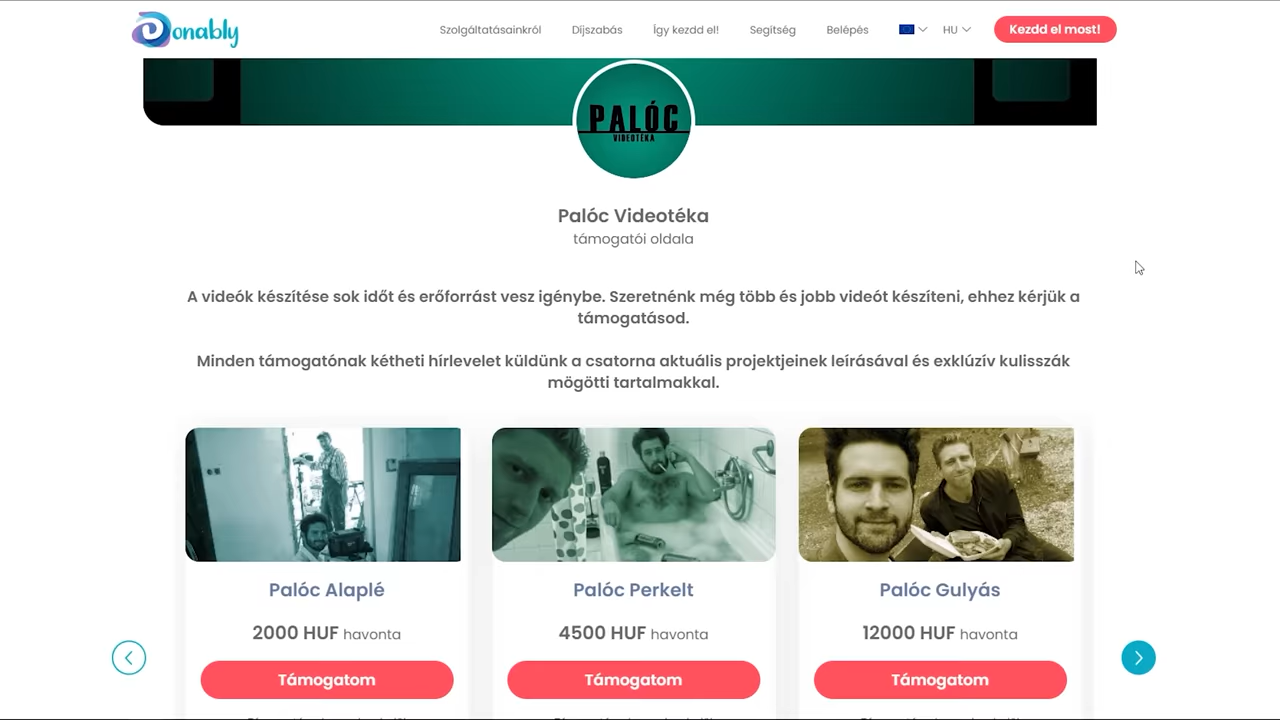 Donably
Szolgáltatásainkról
Díjszabás
Így kezdd el!
Segítség
Belépés
HU
Kezdd el most!
PALÓC
VIDEOTÉKA
Palóc Videotéka
támogatói oldala
A videók készítése sok időt és erőforrást vesz igénybe. Szeretnénk még több és jobb videót készíteni, ehhez kérjük a
támogatásod.
Minden támogatónak kétheti hírlevelet küldünk a csatorna aktuális projektjeinek leírásával és exklúzív kulisszák
mögötti tartalmakkal.
Palóc Alaplé
2000 HUF havonta
Támogatom
Palóc Perkelt
4500 HUF havonta
Támogatom
Palóc Gulyás
12000 HUF havonta
Támogatom